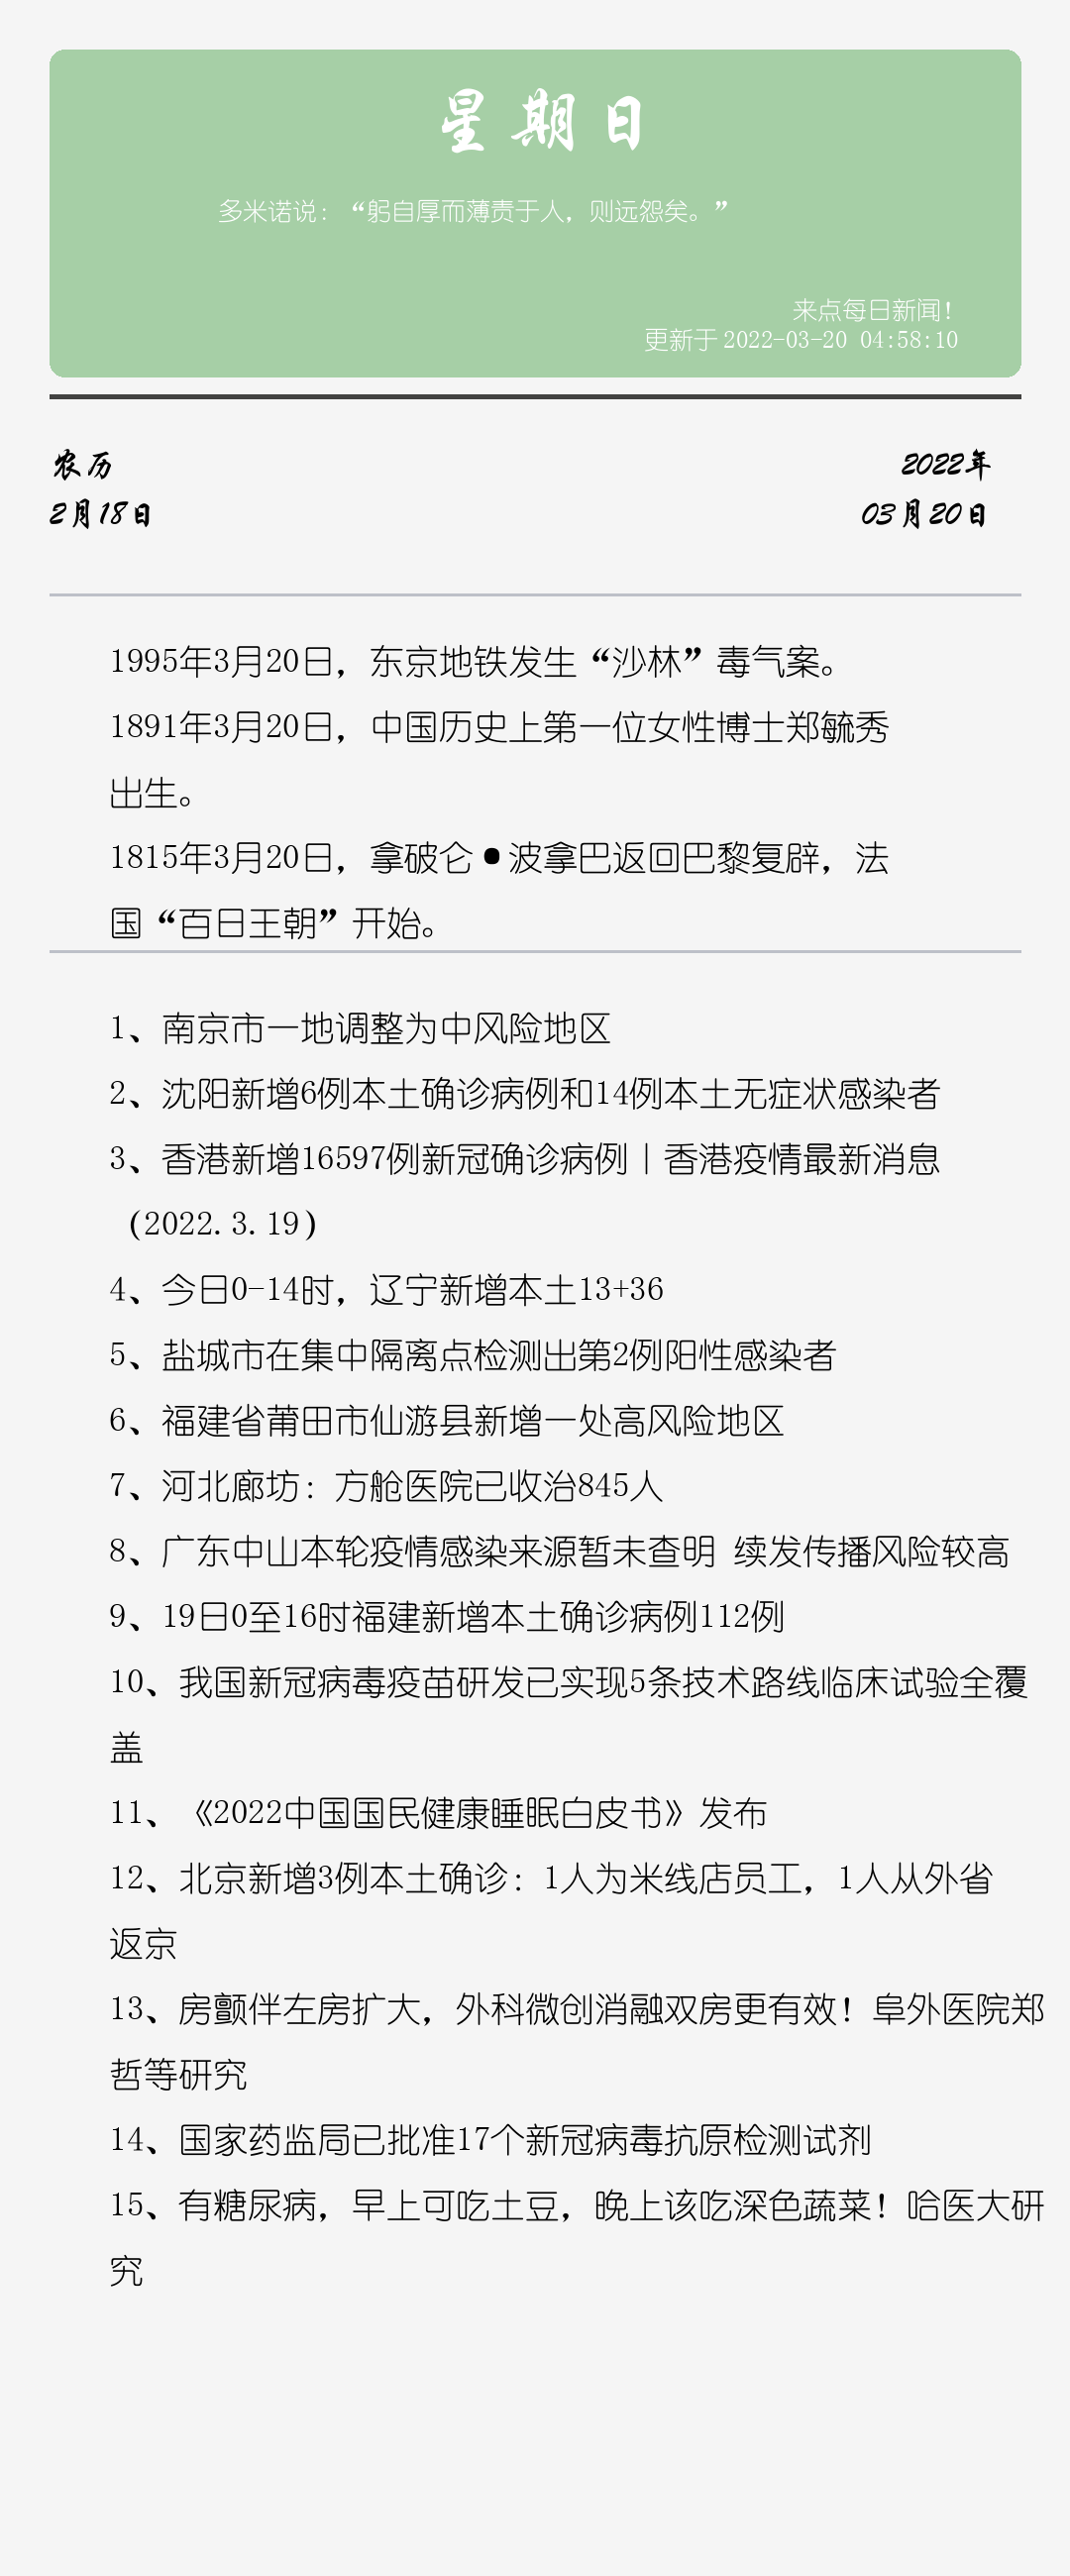 星期日
多米诺说：“躬自厚而薄责于人，则远怨矣。”
来点每日新闻！
更新于2022-03-20 04:58:10
农历
2月18日
2022年
03月20日
1995年3月20日，东京地铁发生“沙林”毒气案。
1891年3月20日，中国历史上第一位女性博士郑毓秀
出生。
1815年3月20日，拿破仑•波拿巴返回巴黎复辟，法
国“百日王朝”开始。
1、南京市一地调整为中风险地区
2、沈阳新增6例本土确诊病例和14例本土无症状感染者
3、香港新增16597例新冠确诊病例丨香港疫情最新消息
（2022.3.19）
4、今日0-14时，辽宁新增本土13+36
5、盐城市在集中隔离点检测出第2例阳性感染者
6、福建省莆田市仙游县新增一处高风险地区
7、河北廊坊：方舱医院已收治845人
8、广东中山本轮疫情感染来源暂未查明 续发传播风险较高
9、19日0至16时福建新增本土确诊病例112例
10、我国新冠病毒疫苗研发已实现5条技术路线临床试验全覆
盖
11、《2022中国国民健康睡眠白皮书》发布
12、北京新增3例本土确诊：1人为米线店员工，1人从外省
返京
13、房颤伴左房扩大，外科微创消融双房更有效！阜外医院郑
哲等研究
14、国家药监局已批准17个新冠病毒抗原检测试剂
15、有糖尿病，早上可吃土豆，晚上该吃深色蔬菜！哈医大研
究